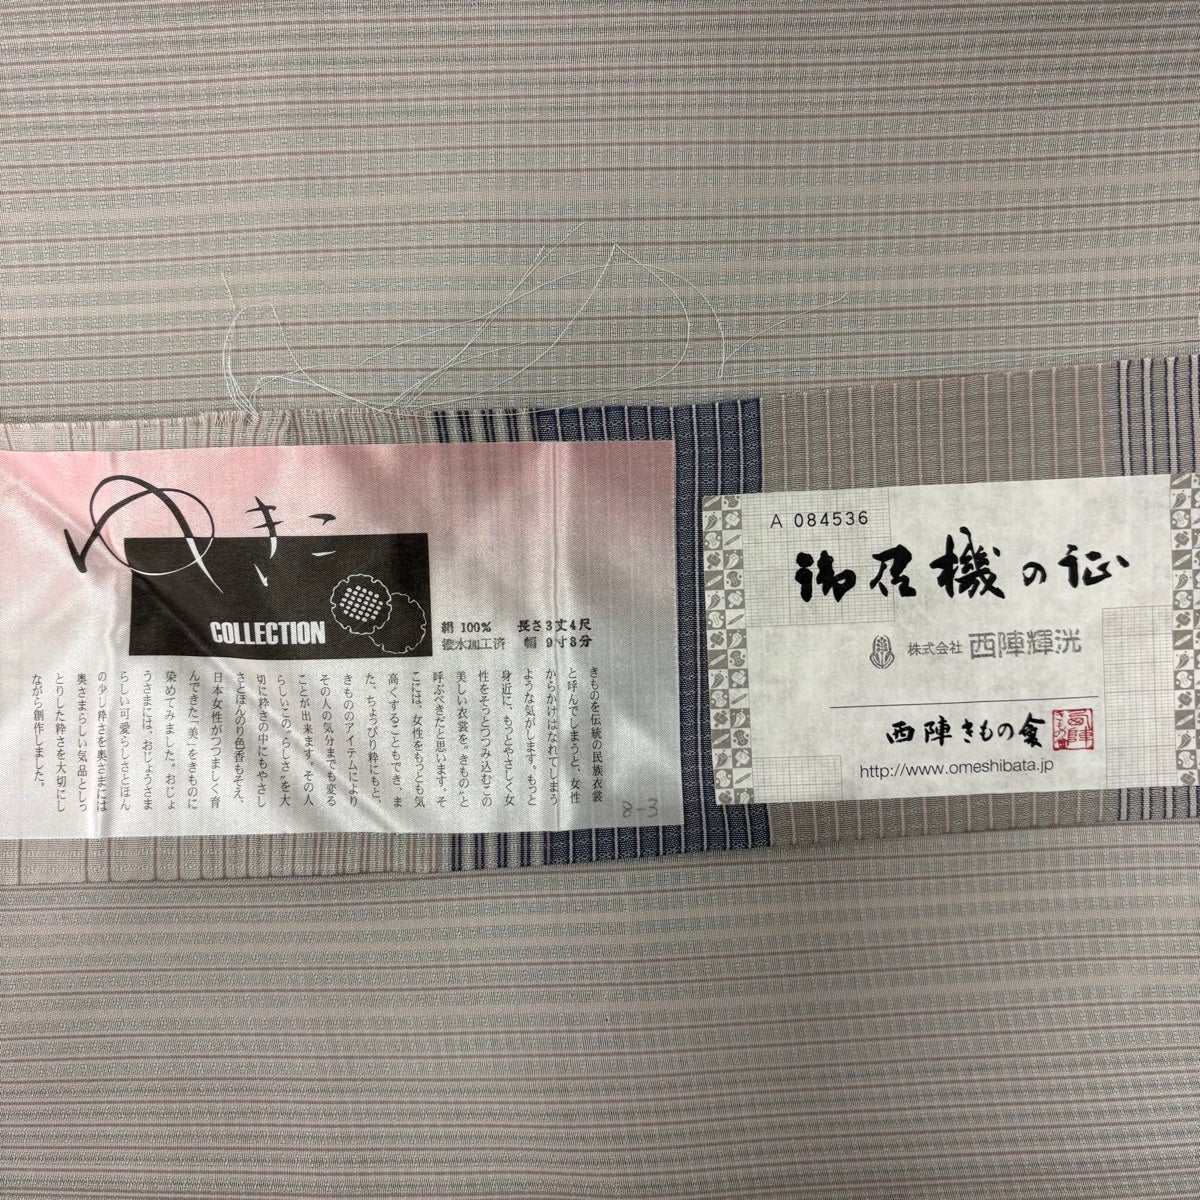 ゆきこ
COLLECTION
絹 100% 長さ3丈4尺
撥水加工済 幅 9寸8分
きものを伝統の民族衣裳
と呼んでしまうと、女性
からかけはなれてしまう
ような気がします。もっと
身近に、もっとやさしく女
性をそっとつつみ込むこの
美しい衣裳を〝きもの〟と
呼ぶべきだと思います。そ
こには、女性をもっとも気
高くすることもでき、ま
た、ちょっぴり粋にもと、
きもののアイテムにより
その人の気分までも変る
ことが出来ます。その人
らしいこの〝らしさ〟を大
切に粋さの中にもやさし
さとほんのり色香もそえ、
日本女性がつつましく育
んできた「美」をきものに
染めてみました。おじょ
うさまには、おじょうさま
らしい可愛らしさとほん
の少し粋さを奥さまには
奥さまらしい気品としっ
とりした粋さを大切にし
ながら創作しました。
8-3
A 084536
御召機の証
株式会社 西陣輝洸
西陣きもの會
http://www.omeshibata.jp